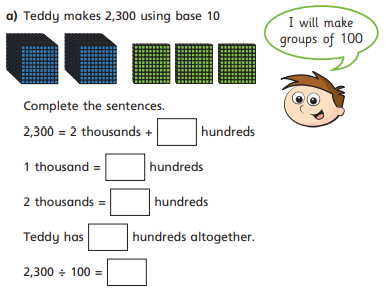 a) Teddy makes 2,300 using base 10
I will make
groups of 100
Complete the sentences.
2,300 = 2 thousands + hundreds
1 thousand = hundreds
2 thousands = hundreds
Teddy has hundreds altogether.
2,300 ÷ 100 =